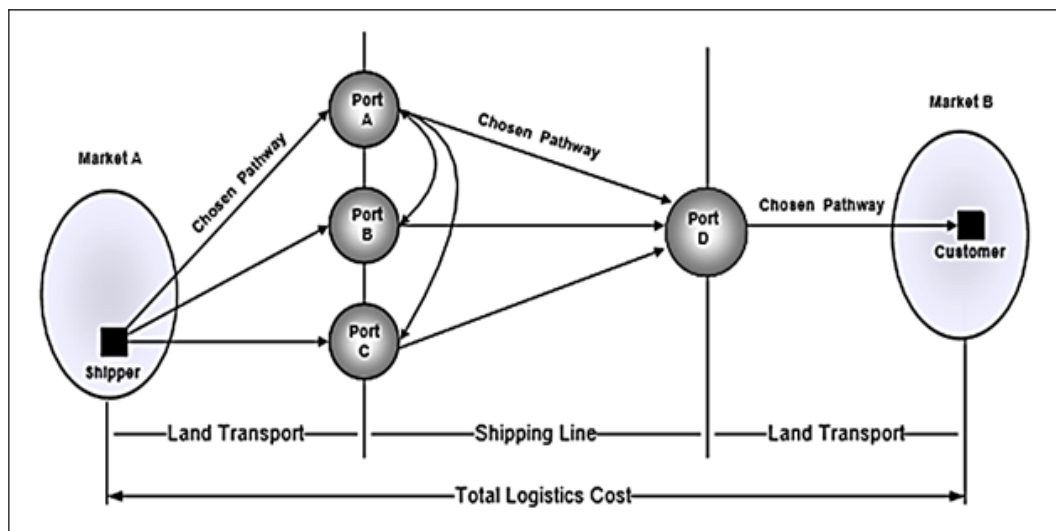 Market A
Shipper
Chosen Pathway
Port
A
Port
B
Port
C
Chosen Pathway
Port
D
Chosen Pathway
Market B
Customer
Land Transport
Shipping Line
Land Transport
Total Logistics Cost